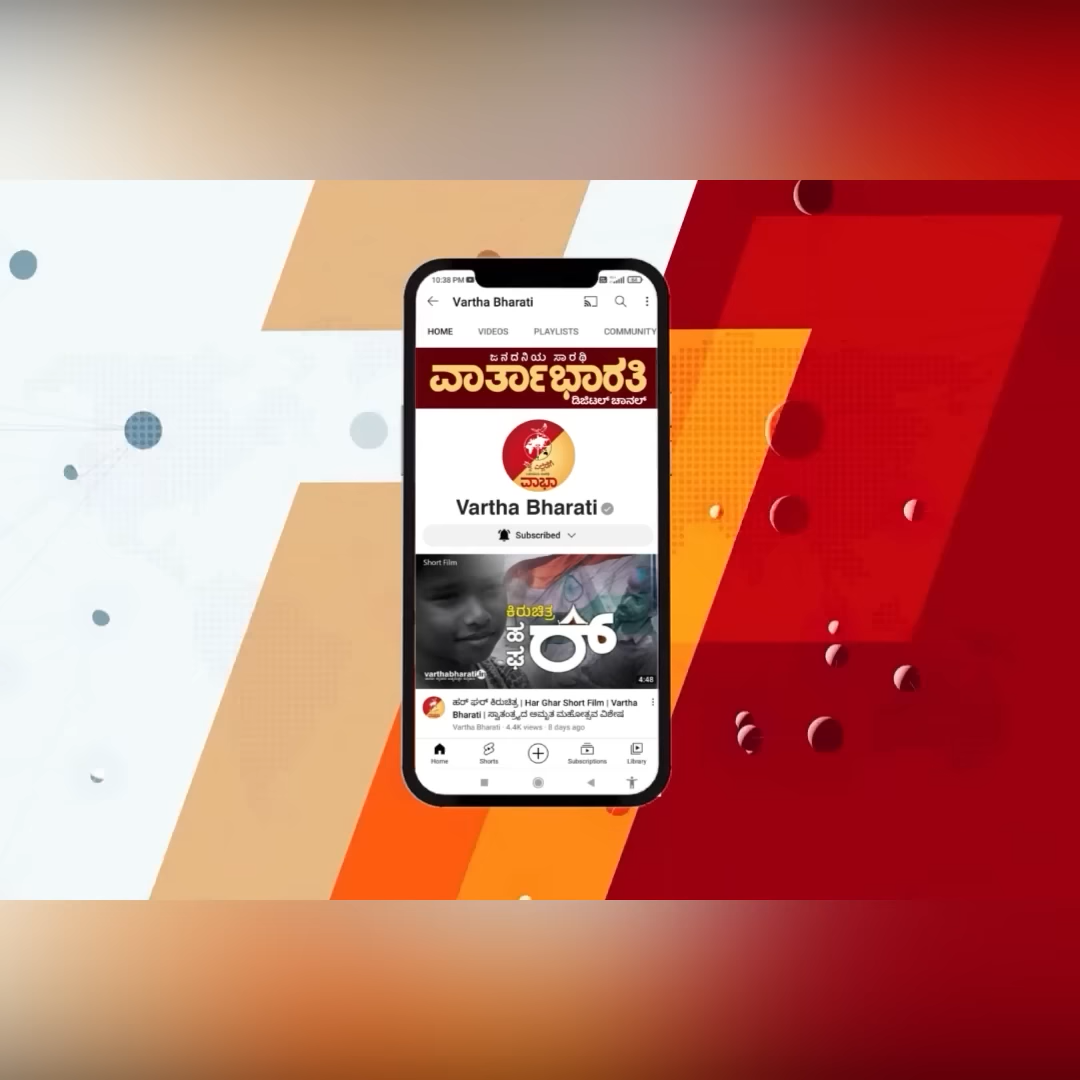 10:38 PM
Vartha Bharati
HOME VIDEOS PLAYLISTS COMMUNITY
ಜನದನಿಯ ಸಾರಥಿ
ವಾರ್ತಾಭಾರತಿ
ಡಿಜಿಟಲ್ ಚಾನಲ್
ವಾಭಾ
Vartha Bharati
Subscribed
Short Film
ಕಿರುಚಿತ್ರ
varthabharati.in
4:48
ಹರ್ ಘರ್ ಕಿರುಚಿತ್ರ | Har Ghar Short Film | Vartha
Bharati | ಸ್ವಾತಂತ್ರ್ಯದ ಅಮೃತ ಮಹೋತ್ಸವ ವಿಶೇಷ
Vartha Bharati · 4.4K views · 8 days ago
Home Shorts Subscriptions Library